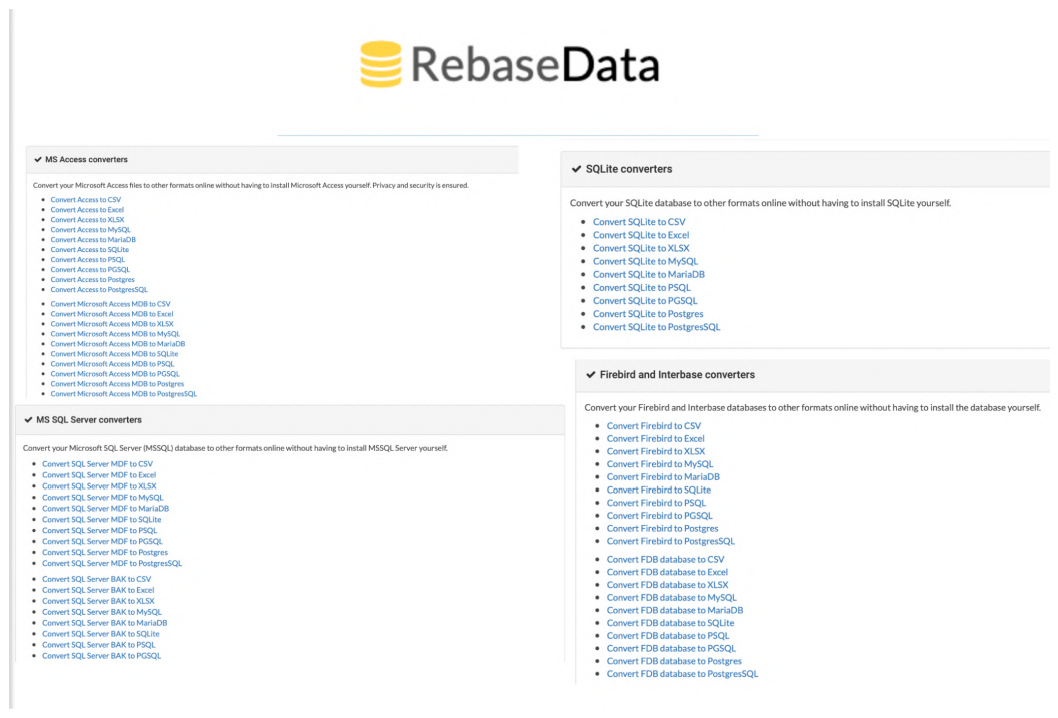 RebaseData
MS Access converters
Convert your Microsoft Access files to other formats online without having to install Microsoft Access yourself. Privacy and security is ensured.
Convert Access to CSV
Convert Access to Excel
Convert Access to XLSX
Convert Access to MySQL
Convert Access to MariaDB
Convert Access to SQLite
Convert Access to PSQL
Convert Access to PGSQL
Convert Access to Postgres
Convert Access to PostgresSQL
Convert Microsoft Access MDB to CSV
Convert Microsoft Access MDB to Excel
Convert Microsoft Access MDB to XLSX
Convert Microsoft Access MDB to MySQL
Convert Microsoft Access MDB to MariaDB
Convert Microsoft Access MDB to SQLite
Convert Microsoft Access MDB to PSQL
Convert Microsoft Access MDB to PGSQL
Convert Microsoft Access MDB to Postgres
Convert Microsoft Access MDB to PostgresSQL
MS SQL Server converters
Convert your Microsoft SQL Server (MSSQL) database to other formats online without having to install MSSQL Server yourself.
Convert SQL Server MDF to CSV
Convert SQL Server MDF to Excel
Convert SQL Server MDF to XLSX
Convert SQL Server MDF to MySQL
Convert SQL Server MDF to MariaDB
Convert SQL Server MDF to SQLite
Convert SQL Server MDF to PSQL
Convert SQL Server MDF to PGSQL
Convert SQL Server MDF to Postgres
Convert SQL Server MDF to PostgresSQL
Convert SQL Server BAK to CSV
Convert SQL Server BAK to Excel
Convert SQL Server BAK to XLSX
Convert SQL Server BAK to MySQL
Convert SQL Server BAK to MariaDB
Convert SQL Server BAK to SQLite
Convert SQL Server BAK to PSQL
Convert SQL Server BAK to PGSQL
SQLite converters
Convert your SQLite database to other formats online without having to install SQLite yourself.
Convert SQLite to CSV
Convert SQLite to Excel
Convert SQLite to XLSX
Convert SQLite to MySQL
Convert SQLite to MariaDB
Convert SQLite to PSQL
Convert SQLite to PGSQL
Convert SQLite to Postgres
Convert SQLite to PostgresSQL
Firebird and Interbase converters
Convert your Firebird and Interbase databases to other formats online without having to install the database yourself.
Convert Firebird to CSV
Convert Firebird to Excel
Convert Firebird to XLSX
Convert Firebird to MySQL
Convert Firebird to MariaDB
Convert Firebird to SQLite
Convert Firebird to PSQL
Convert Firebird to PGSQL
Convert Firebird to Postgres
Convert Firebird to PostgresSQL
Convert FDB database to CSV
Convert FDB database to Excel
Convert FDB database to XLSX
Convert FDB database to MySQL
Convert FDB database to MariaDB
Convert FDB database to SQLite
Convert FDB database to PSQL
Convert FDB database to PGSQL
Convert FDB database to Postgres
Convert FDB database to PostgresSQL